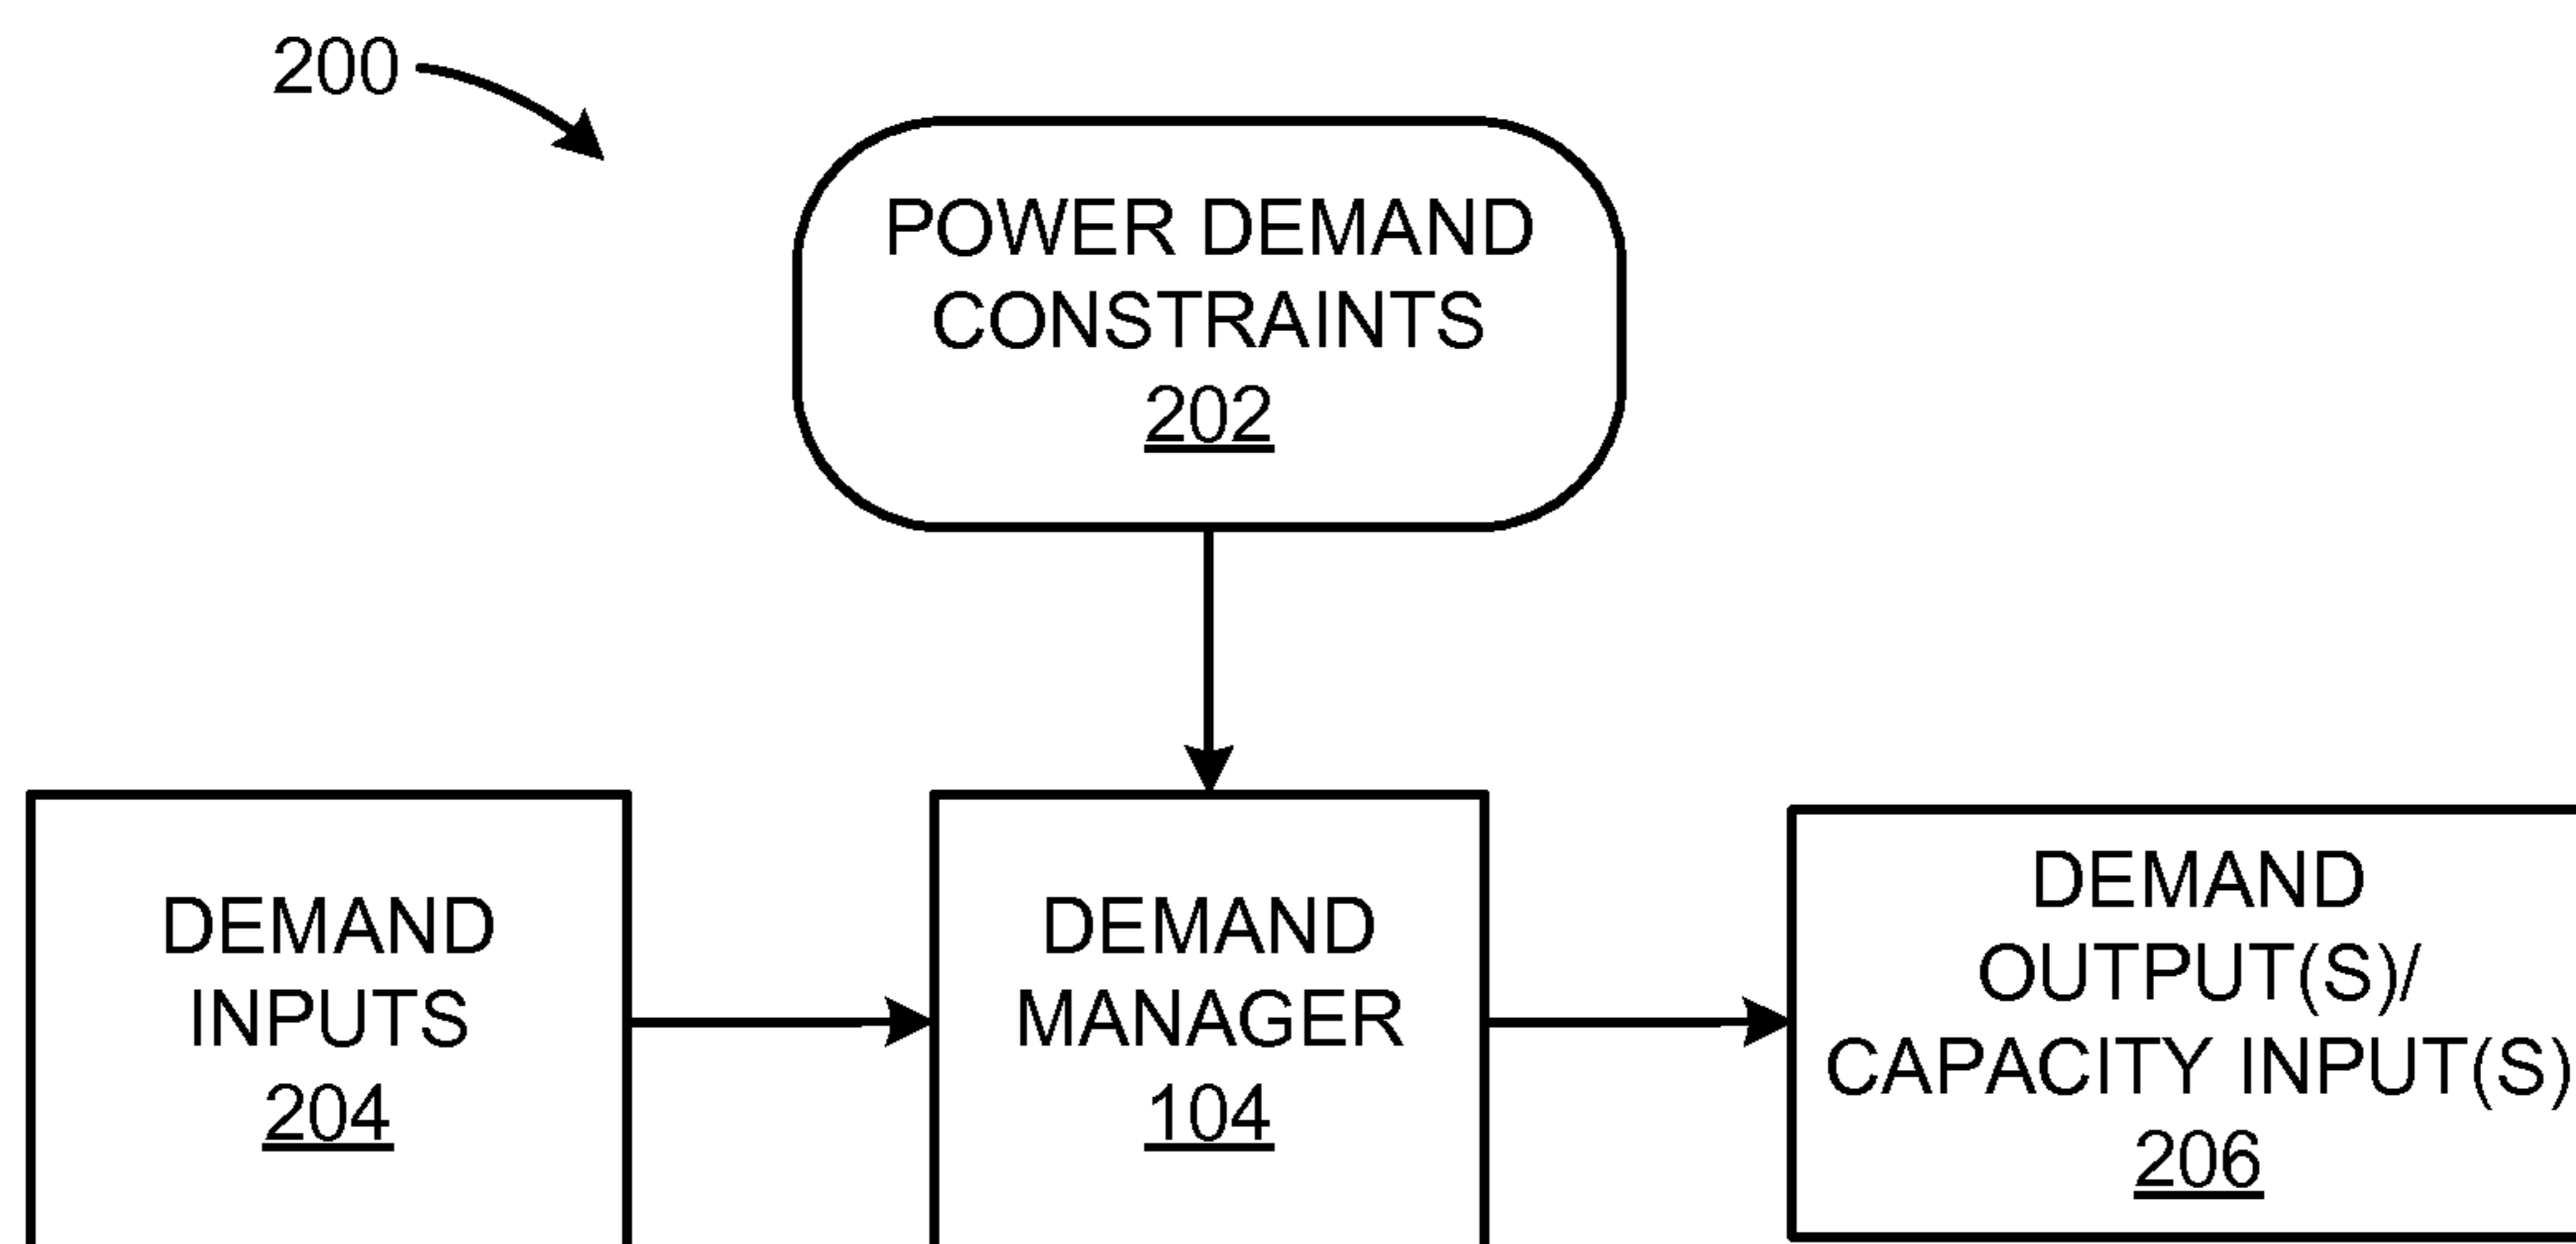 200
POWER DEMAND
CONSTRAINTS
202
DEMAND
INPUTS
204
DEMAND
MANAGER
104
DEMAND
OUTPUT(S)/
CAPACITY INPUT(S)
206